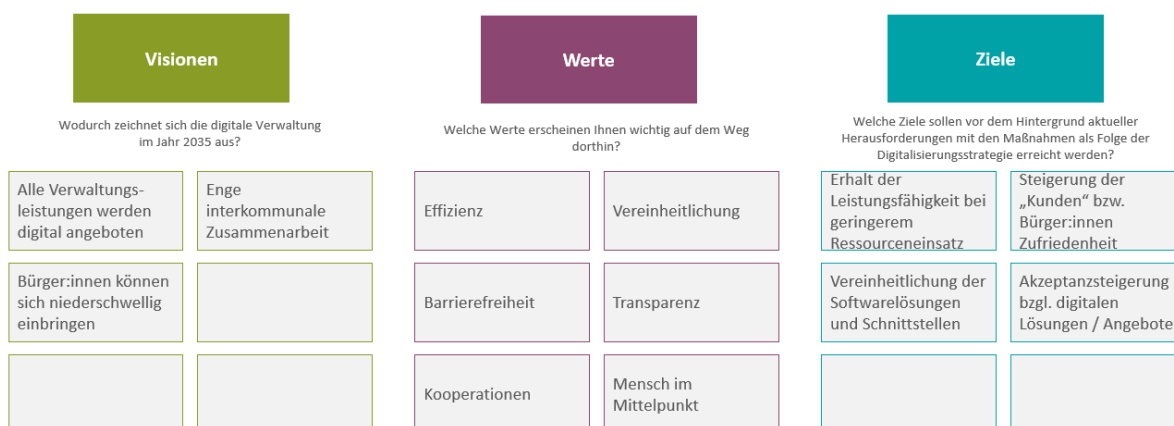 Visionen
Wodurch zeichnet sich die digitale Verwaltung
im Jahr 2035 aus?
Alle Verwaltungs-
leistungen werden
digital angeboten
Enge
interkommunale
Zusammenarbeit
Bürger:innen können
sich niederschwellig
einbringen
Werte
Welche Werte erscheinen Ihnen wichtig auf dem Weg
dorthin?
Effizienz
Vereinheitlichung
Barrierefreiheit
Transparenz
Kooperationen
Mensch im
Mittelpunkt
Ziele
Welche Ziele sollen vor dem Hintergrund aktueller
Herausforderungen mit den Maßnahmen als Folge der
Digitalisierungsstrategie erreicht werden?
Erhalt der
Leistungsfähigkeit bei
geringerem
Ressourceneinsatz
Steigerung der
„Kunden“ bzw.
Bürger:innen
Zufriedenheit
Vereinheitlichung der
Softwarelösungen
und Schnittstellen
Akzeptanzsteigerung
bzgl. digitalen
Lösungen / Angebote